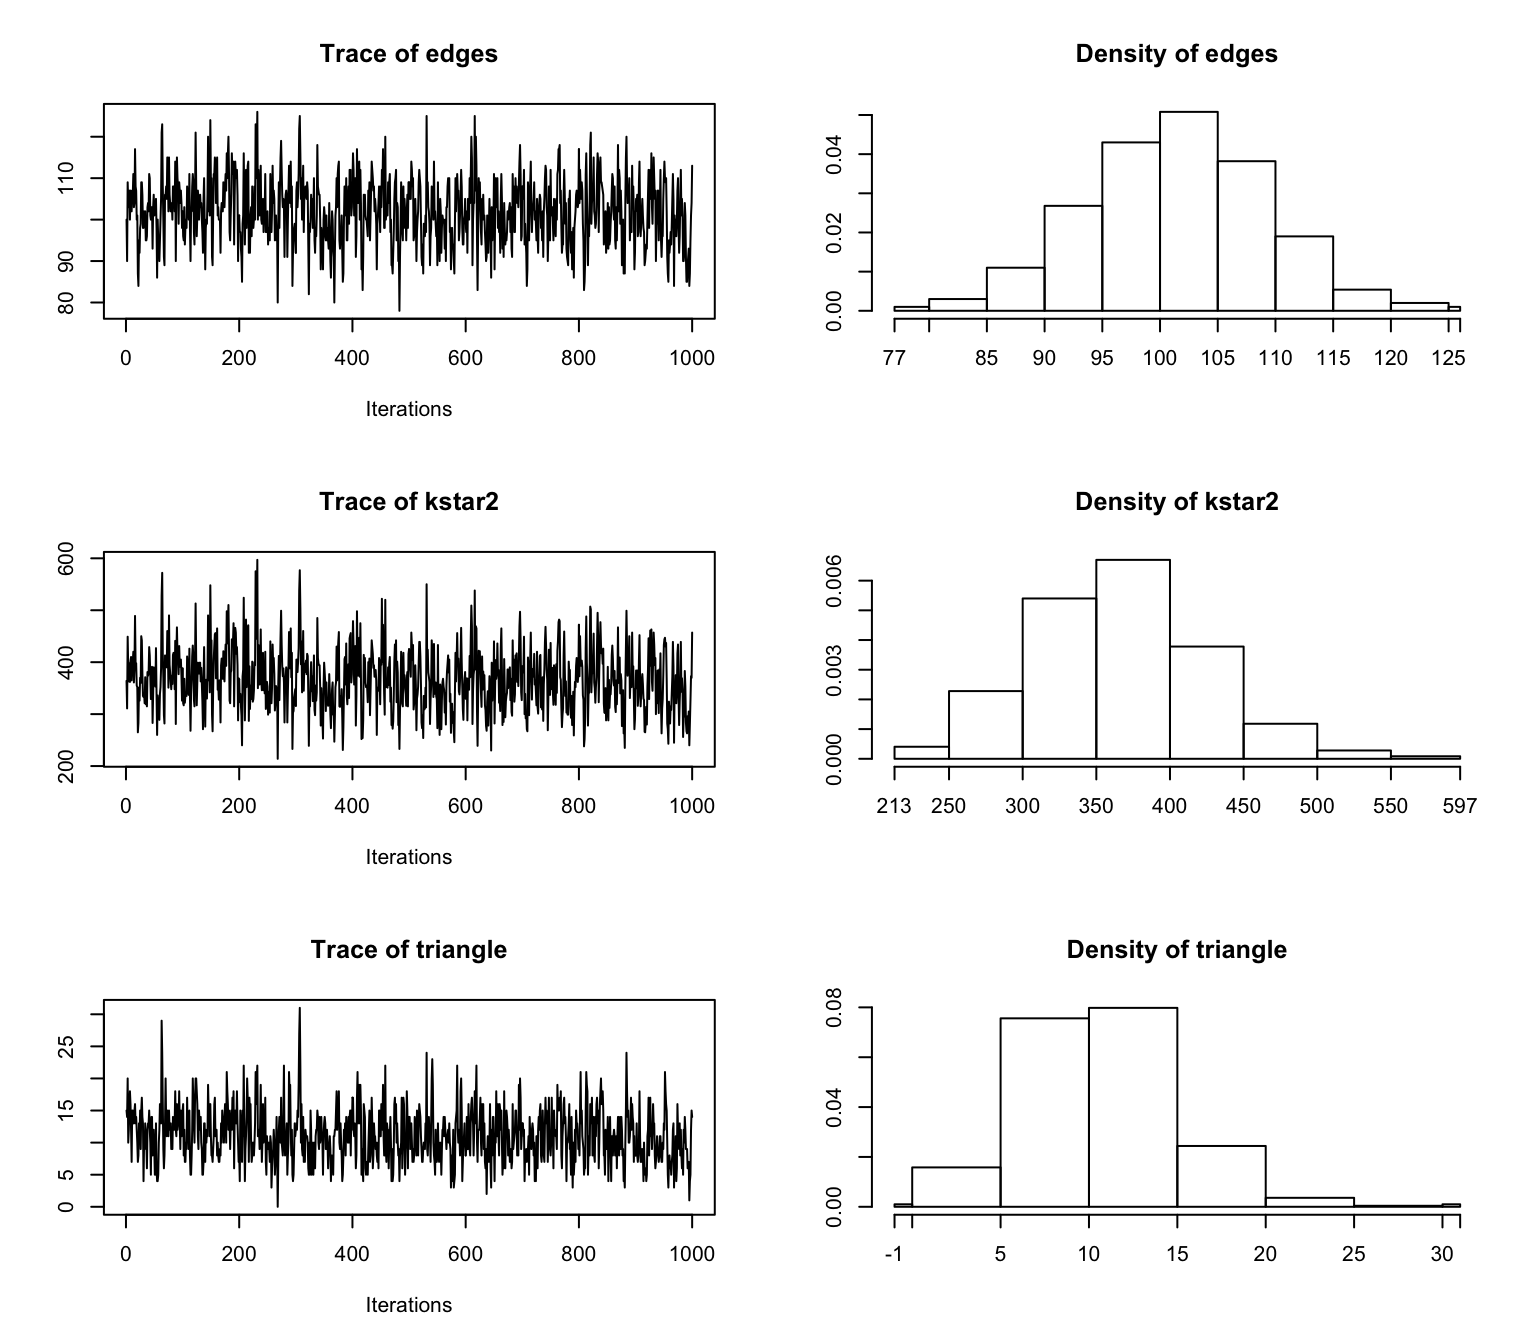 Trace of edges
80 90 110
0 200 400 600 800 1000
Iterations
Density of edges
0.00 0.02 0.04
77 85 90 95 100 105 110 115 120 125
Trace of kstar2
200 400 600
0 200 400 600 800 1000
Iterations
Density of kstar2
0.000 0.003 0.006
213 250 300 350 400 450 500 550 597
Trace of triangle
0 5 15 25
0 200 400 600 800 1000
Iterations
Density of triangle
0.00 0.04 0.08
-1 5 10 15 20 25 30